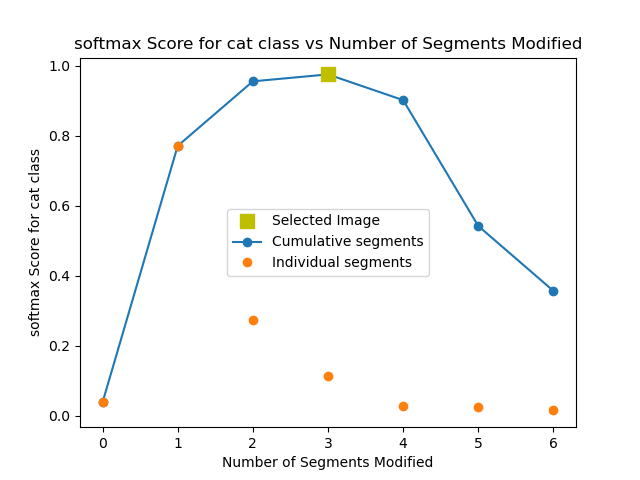 softmax Score for cat class vs Number of Segments Modified
1.0
0.8
0.6
0.4
0.2
0.0
softmax Score for cat class
Selected Image
Cumulative segments
Individual segments
0 1 2 3 4 5 6
Number of Segments Modified